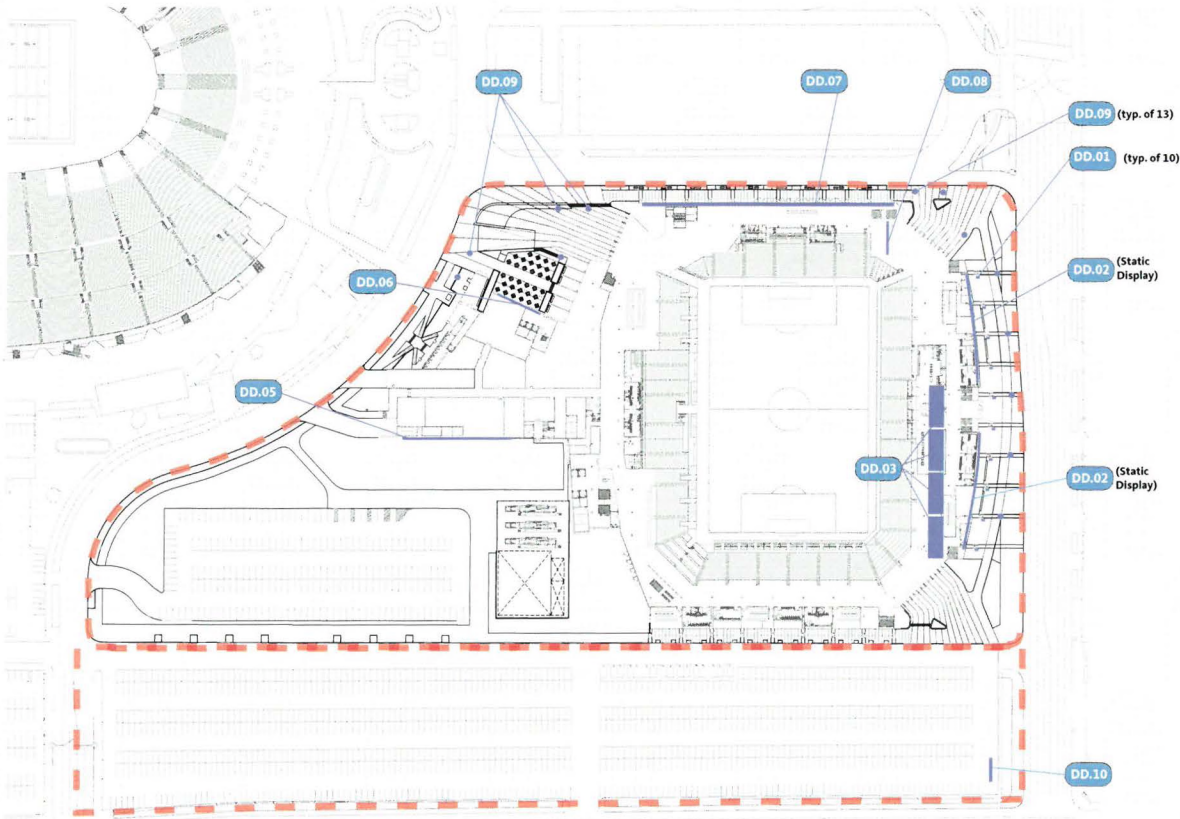 DD.09
DD.07
DD.08
DD.09 (typ. of 13)
DD.01 (typ. of 10)
DD.02 (Static
Display)
DD.06
DD.05
DD.03
DD.02 (Static
Display)
DD.10